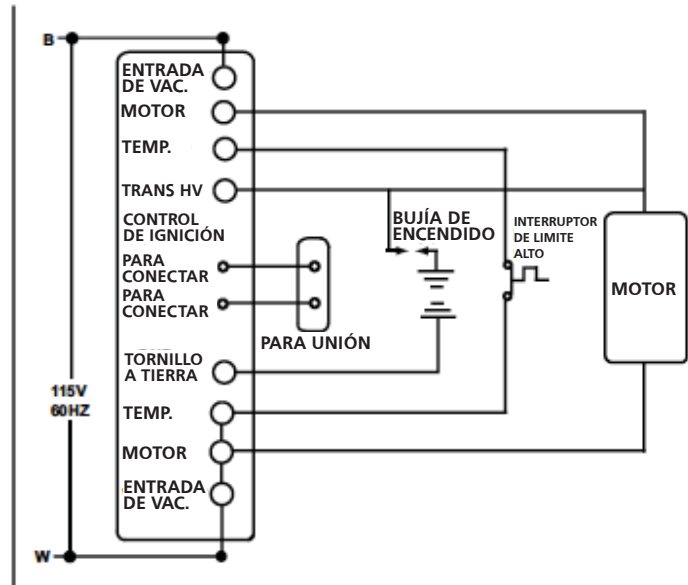 B
ENTRADA
DE VAC.
MOTOR
TEMP.
TRANS HV
CONTROL
DE IGNICIÓN
PARA
CONECTAR
PARA
CONECTAR
PARA UNIÓN
BUJÍA DE
ENCENDIDO
INTERRUPTOR
DE LIMITE
ALTO
MOTOR
TORNILLO
A TIERRA
115V
60HZ
TEMP.
MOTOR
ENTRADA
DE VAC.
W